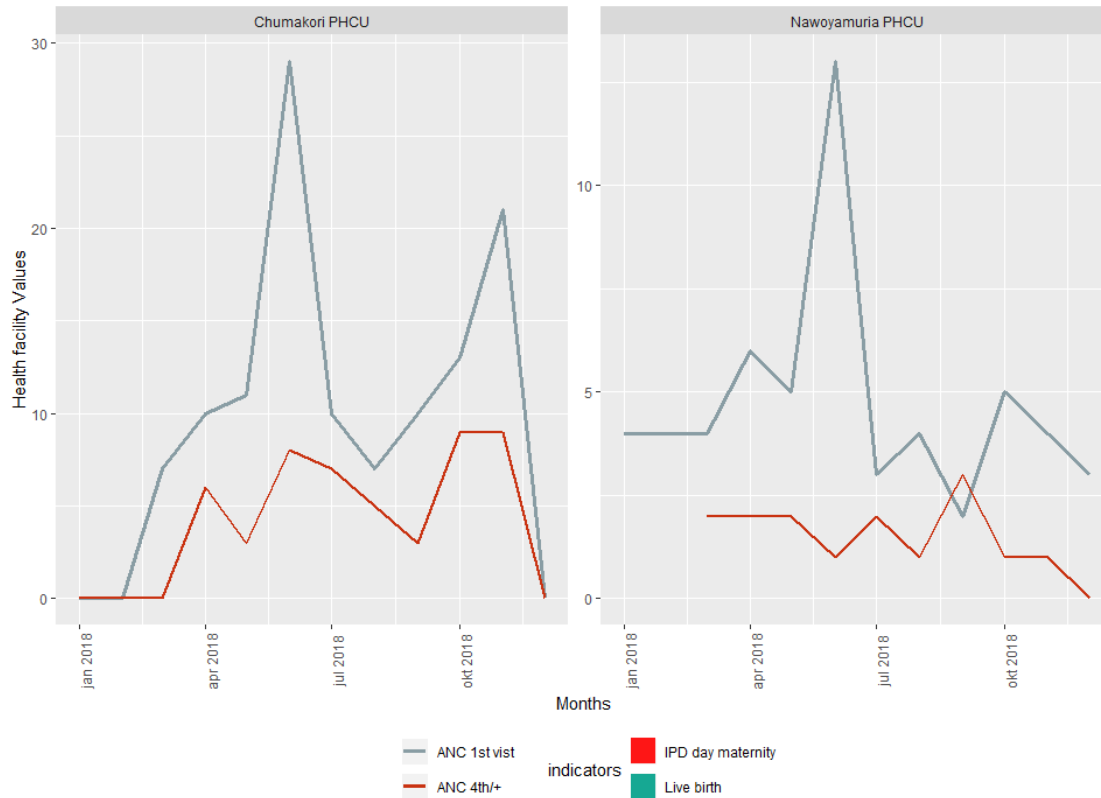 Chumakori PHCU
Nawoyamuria PHCU
30
20
10
0
10
5
0
Health facility Values
jan 2018
apr 2018
jul 2018
okt 2018
jan 2018
apr 2018
jul 2018
okt 2018
Months
indicators
ANC 1st vist
ANC 4th/+
IPD day maternity
Live birth